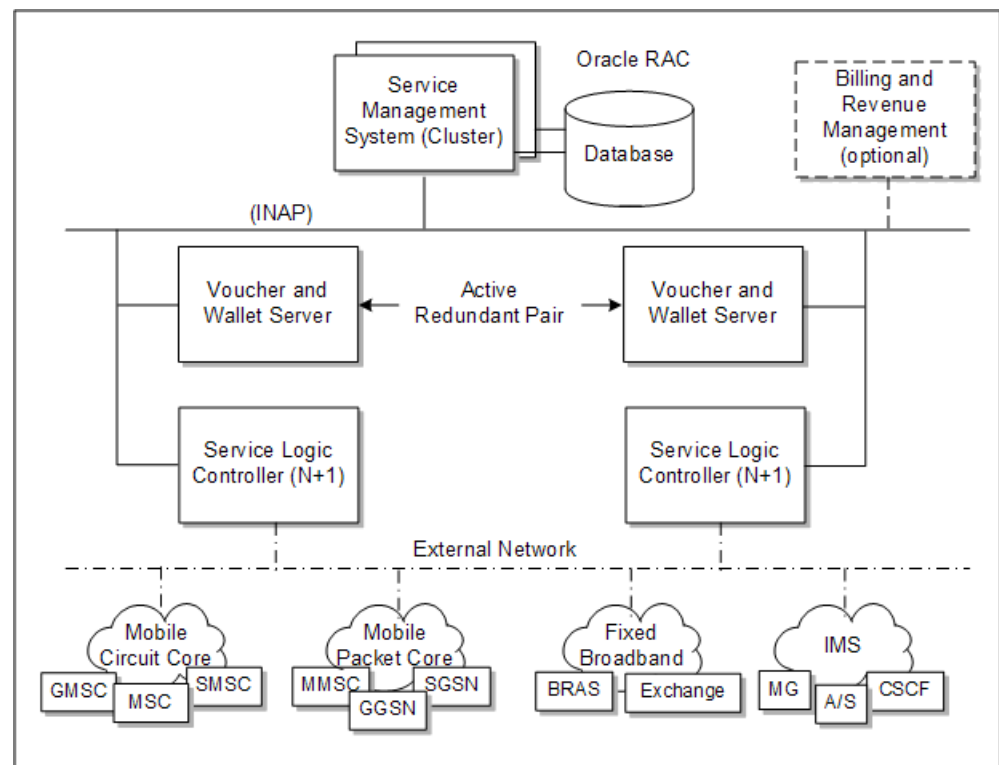 Oracle RAC
Service
Management
System (Cluster)
Database
Billing and
Revenue
Management
(optional)
(INAP)
Voucher and
Wallet Server
Active
Redundant Pair
Voucher and
Wallet Server
Service Logic
Controller (N+1)
Service Logic
Controller (N+1)
External Network
Mobile
Circuit Core
GMSC
MSC
SMSC
Mobile
Packet Core
MMSC
GGSN
SGSN
Fixed
Broadband
BRAS
Exchange
IMS
MG
A/S
CSCF